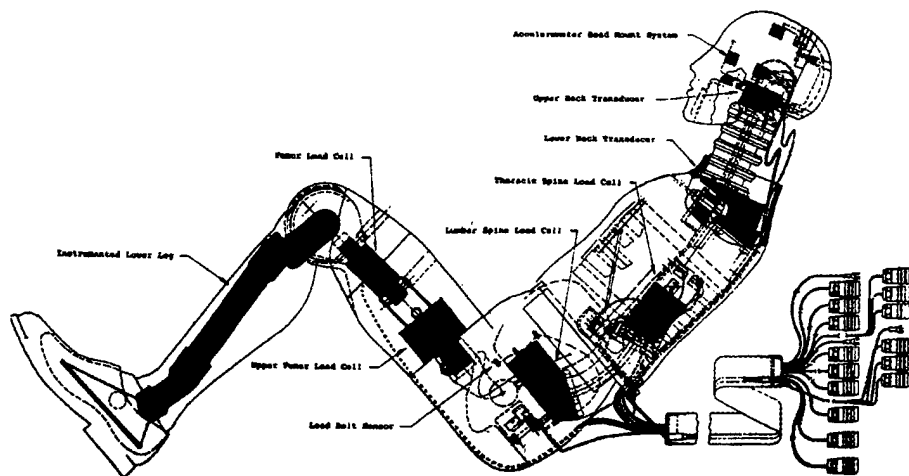 Accelerometer Head Mount System
Upper Neck Transducer
Lower Neck Transducer
Femur Load Cell
Thoracic Spine Load Cell
Lumbar Spine Load Cell
Instrumented Lower Leg
Upper Femur Load Cell
Load Bolt Sensor